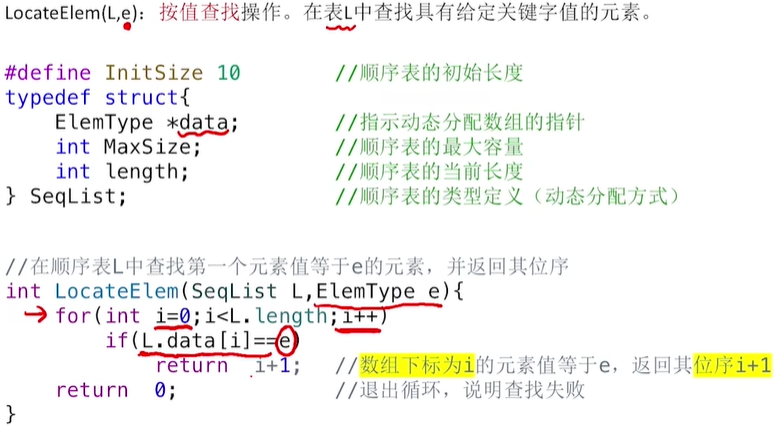 LocateElem(L,e): 按值查找操作。在表L中查找具有给定关键字值的元素。
#define InitSize 10 //顺序表的初始长度
typedef struct{
ElemType *data; //指示动态分配数组的指针
int MaxSize; //顺序表的最大容量
int length; //顺序表的当前长度
} SeqList; //顺序表的类型定义（动态分配方式）
//在顺序表L中查找第一个元素值等于e的元素，并返回其位序
int LocateElem(SeqList L,ElemType e){
for(int i=0;i<L.length;i++)
if(L.data[i]==e)
return i+1; //数组下标为i的元素值等于e，返回其位序i+1
return 0; //退出循环，说明查找失败
}